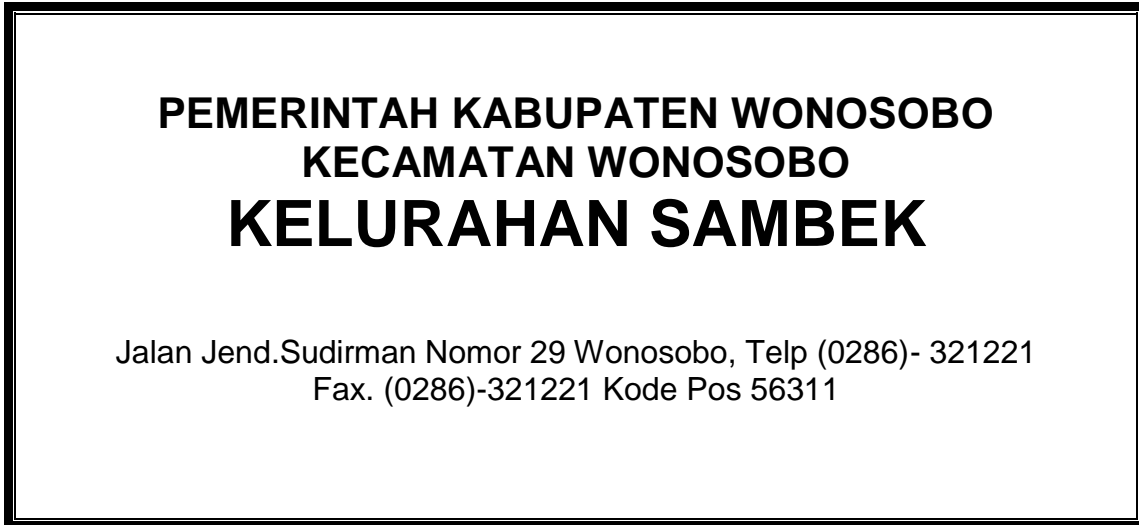 PEMERINTAH KABUPATEN WONOSOBO
KECAMATAN WONOSOBO
KELURAHAN SAMBEK
Jalan Jend.Sudirman Nomor 29 Wonosobo, Telp (0286)- 321221
Fax. (0286)-321221 Kode Pos 56311